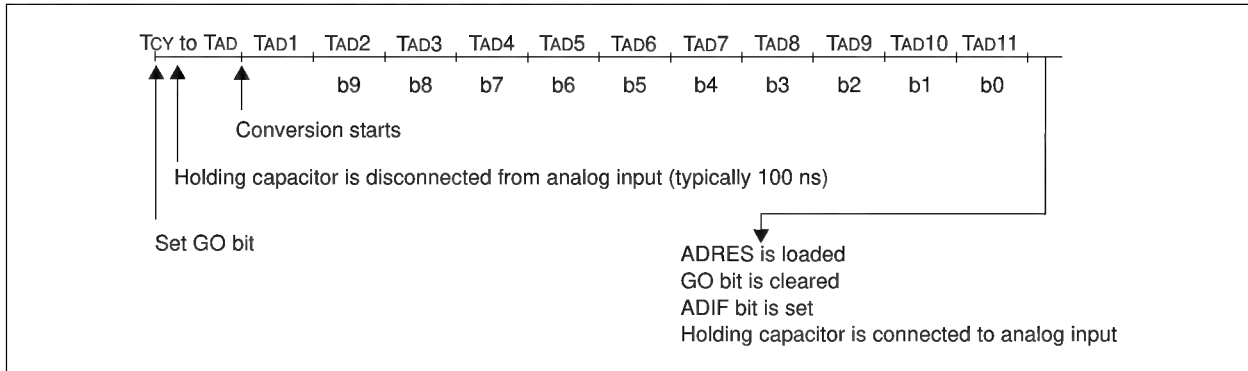 TCY to TAD TAD1 TAD2 TAD3 TAD4 TAD5 TAD6 TAD7 TAD8 TAD9 TAD10 TAD11
b9 b8 b7 b6 b5 b4 b3 b2 b1 b0
Conversion starts
Holding capacitor is disconnected from analog input (typically 100 ns)
Set GO bit
ADRES is loaded
GO bit is cleared
ADIF bit is set
Holding capacitor is connected to analog input